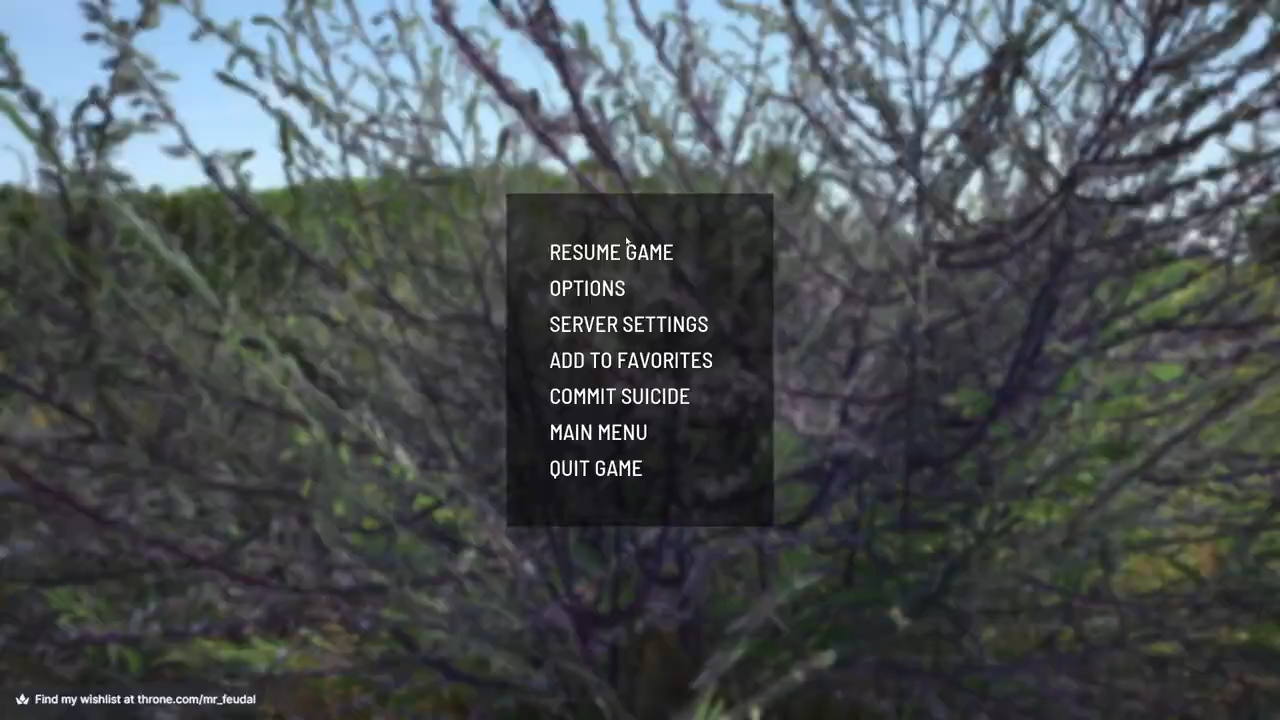 RESUME GAME
OPTIONS
SERVER SETTINGS
ADD TO FAVORITES
COMMIT SUICIDE
MAIN MENU
QUIT GAME
Find my wishlist at throne.com/mr_feudal